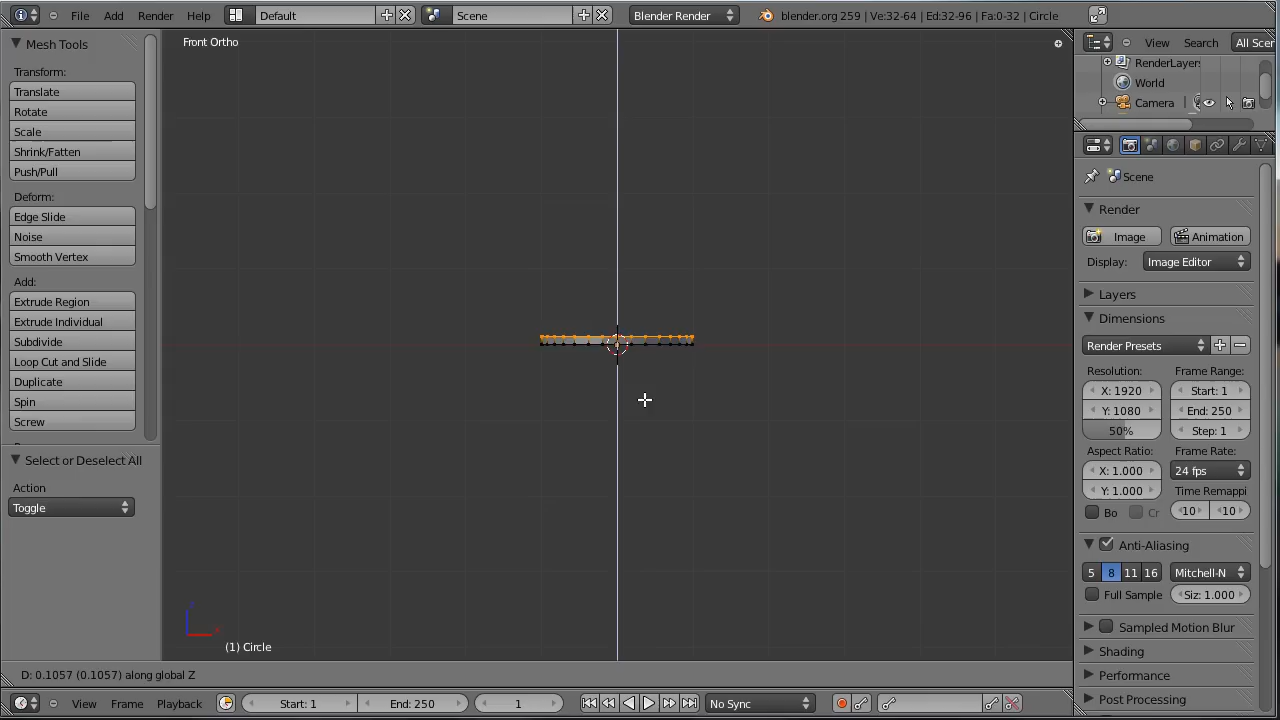 File Add Render Help Default Scene Blender Render blender.org 259 | Ve:32-64 | Ed:32-96 | Fa:0-32 | Circle
Mesh Tools
Transform:
Translate
Rotate
Scale
Shrink/Fatten
Push/Pull
Deform:
Edge Slide
Noise
Smooth Vertex
Add:
Extrude Region
Extrude Individual
Subdivide
Loop Cut and Slide
Duplicate
Spin
Screw
Select or Deselect All
Action
Toggle
Front Ortho
(1) Circle
D: 0.1057 (0.1057) along global Z
View Search All Scer
RenderLayers
World
Camera
Scene
Render
Image Animation
Display: Image Editor
Layers
Dimensions
Render Presets
Resolution: Frame Range:
X: 1920 Start: 1
Y: 1080 End: 250
50% Step: 1
Aspect Ratio: Frame Rate:
X: 1.000 24 fps
Y: 1.000 Time Remappi
Bo Cr 10 10
Anti-Aliasing
5 8 11 16 Mitchell-N
Full Sample Siz: 1.000
Sampled Motion Blur
Shading
Performance
Post Processing
View Frame Playback Start: 1 End: 250 1 No Sync